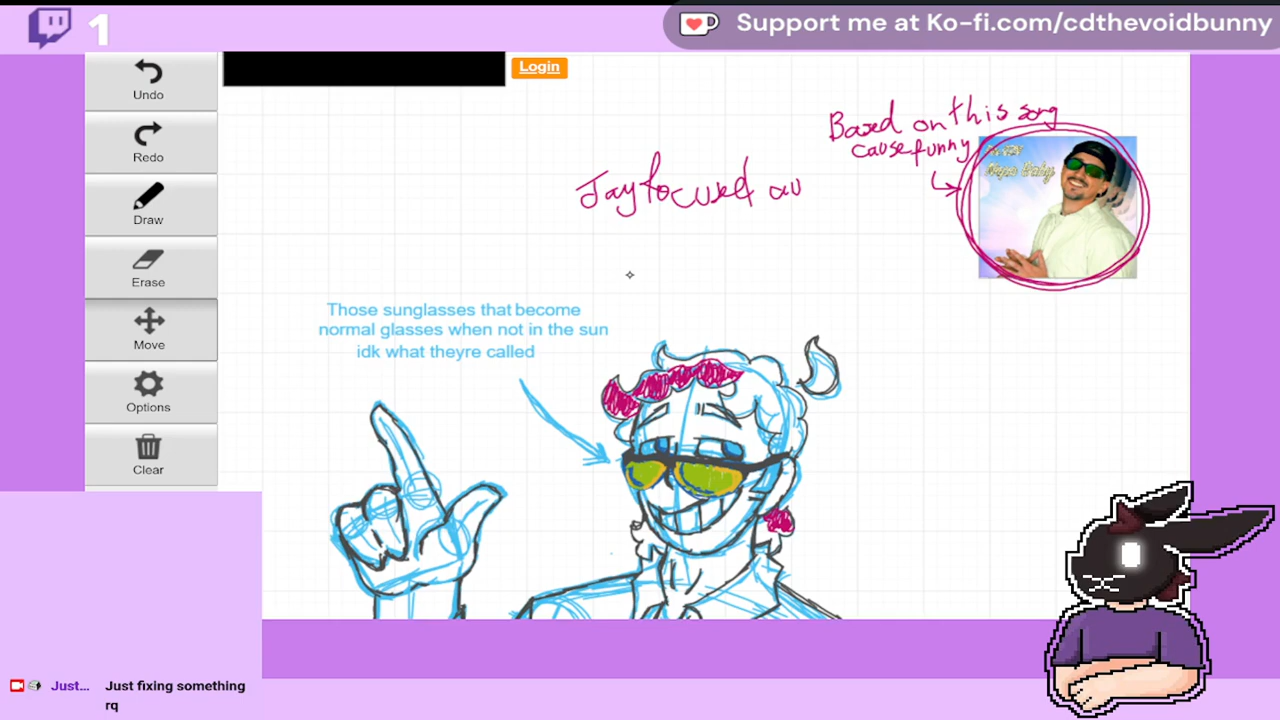 1
Support me at Ko-fi.com/cdthevoidbunny
Undo
Redo
Draw
Erase
Move
Options
Clear
Login
Based on this song
cause funny
Jay focused au
Those sunglasses that become
normal glasses when not in the sun
idk what theyre called
Just... Just fixing something
rq